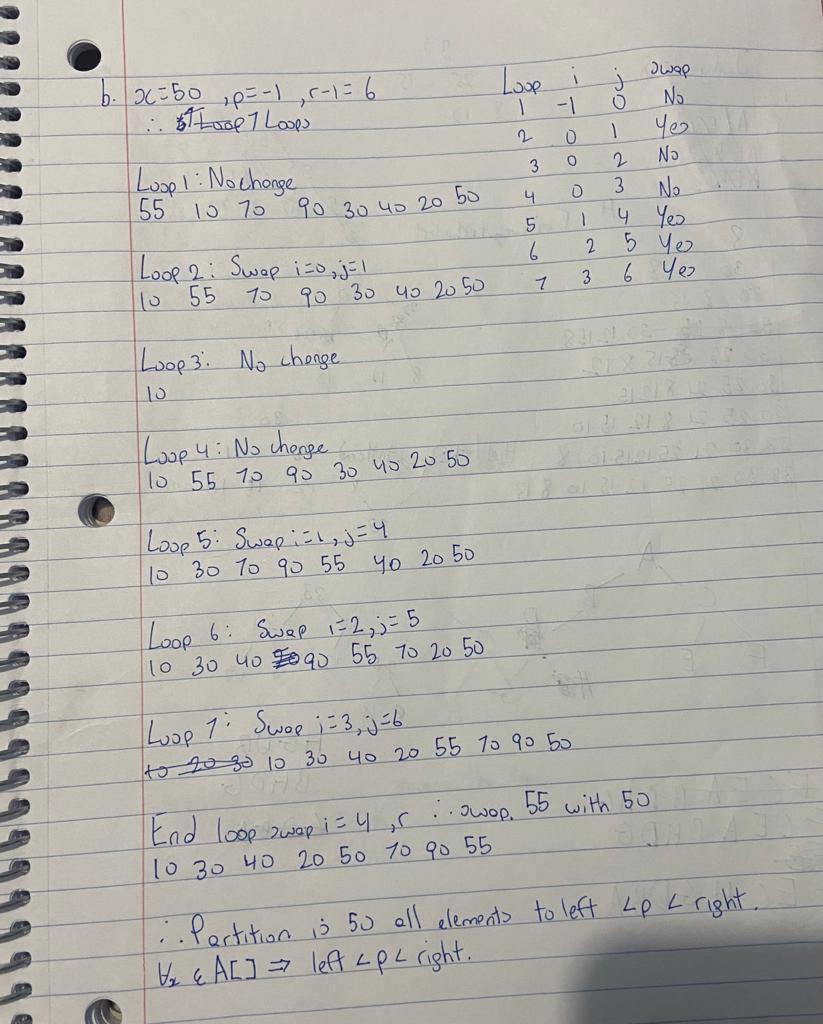 b. x=50 , p=-1 , r-1=6
∴ 7 Loops
Loop i j swap
1 -1 0 No
2 0 1 Yes
3 0 2 No
4 0 3 No
5 1 4 Yes
6 2 5 Yes
7 3 6 Yes
Loop 1: No change
55 10 70 90 30 40 20 50
Loop 2: Swap i=0, j=1
10 55 70 90 30 40 20 50
Loop 3: No change
10
Loop 4: No change
10 55 70 90 30 40 20 50
Loop 5: Swap i=1, j=4
10 30 70 90 55 40 20 50
Loop 6: Swap i=2, j=5
10 30 40 90 55 70 20 50
Loop 7: Swap i=3, j=6
10 20 30 10 30 40 20 55 70 90 50
End loop swap i=4 , r ∴ swap. 55 with 50
10 30 40 20 50 70 90 55
∴ Partition is 50 all elements to left <p < right.
∀x ε A[] ⇒ left <p< right.